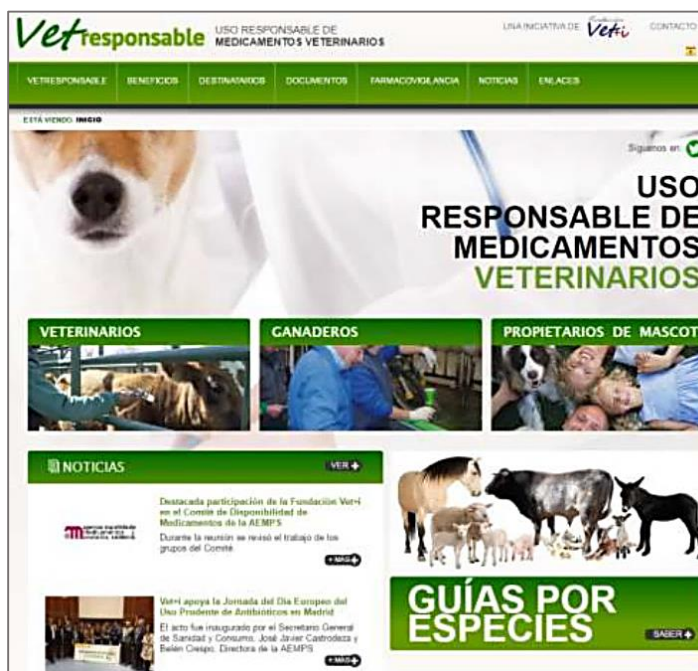 Vetresponsable
USO RESPONSABLE DE
MEDICAMENTOS VETERINARIOS
UNA INICIATIVA DE
Fundación
Vet+i
CONTACTO
VETRESPONSABLE BENEFICIOS DESTINATARIOS DOCUMENTOS FARMACOVIGILANCIA NOTICIAS ENLACES
ESTÁ VIENDO: INICIO
Síguenos en:
USO
RESPONSABLE DE
MEDICAMENTOS
VETERINARIOS
VETERINARIOS
GANADEROS
PROPIETARIOS DE MASCOT
NOTICIAS
VER +
Destacada participación de la Fundación Vet+i
en el Comité de Disponibilidad de
Medicamentos de la AEMPS
Durante la reunión se revisó el trabajo de los
grupos del Comité.
+ MÁS +
Vet+i apoya la Jornada del Día Europeo del
Uso Prudente de Antibióticos en Madrid
El acto fue inaugurado por el Secretario General
de Sanidad y Consumo, José Javier Castrodeza y
Belén Crespo, Directora de la AEMPS
+ MÁS +
GUÍAS POR
ESPECIES
SABER +